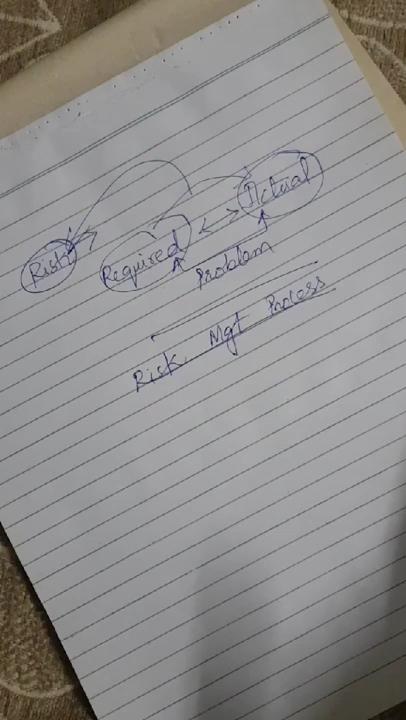 Risk Required <> Actual
Problem
Risk Mgt Process